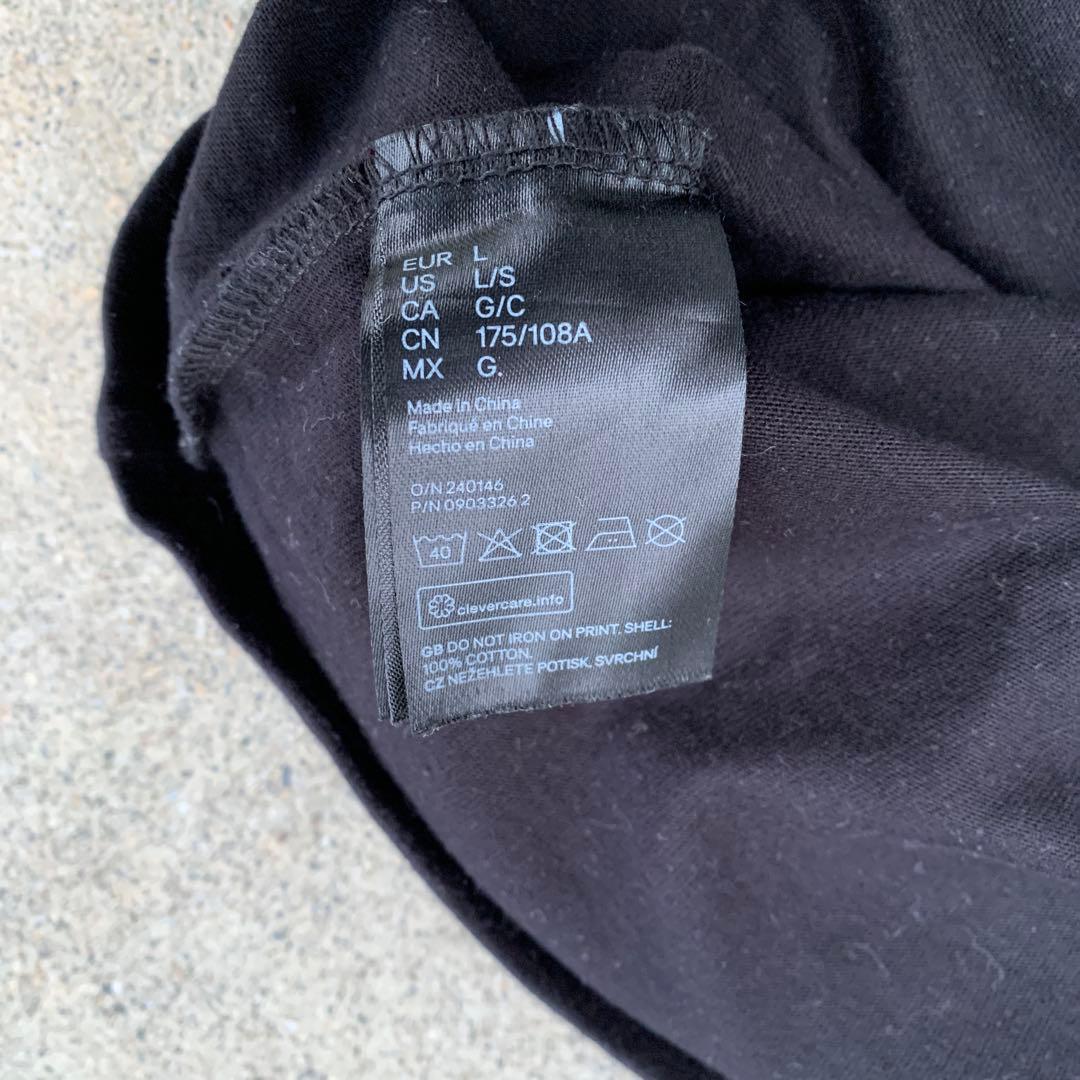 EUR L
US L/S
CA G/C
CN 175/108A
MX G.
Made in China
Fabriqué en Chine
Hecho en China
O/N 240146
P/N 0903326 2
40
clevercare.info
GB DO NOT IRON ON PRINT. SHELL:
100% COTTON.
CZ NEŽEHLETE POTISK. SVRCHNÍ